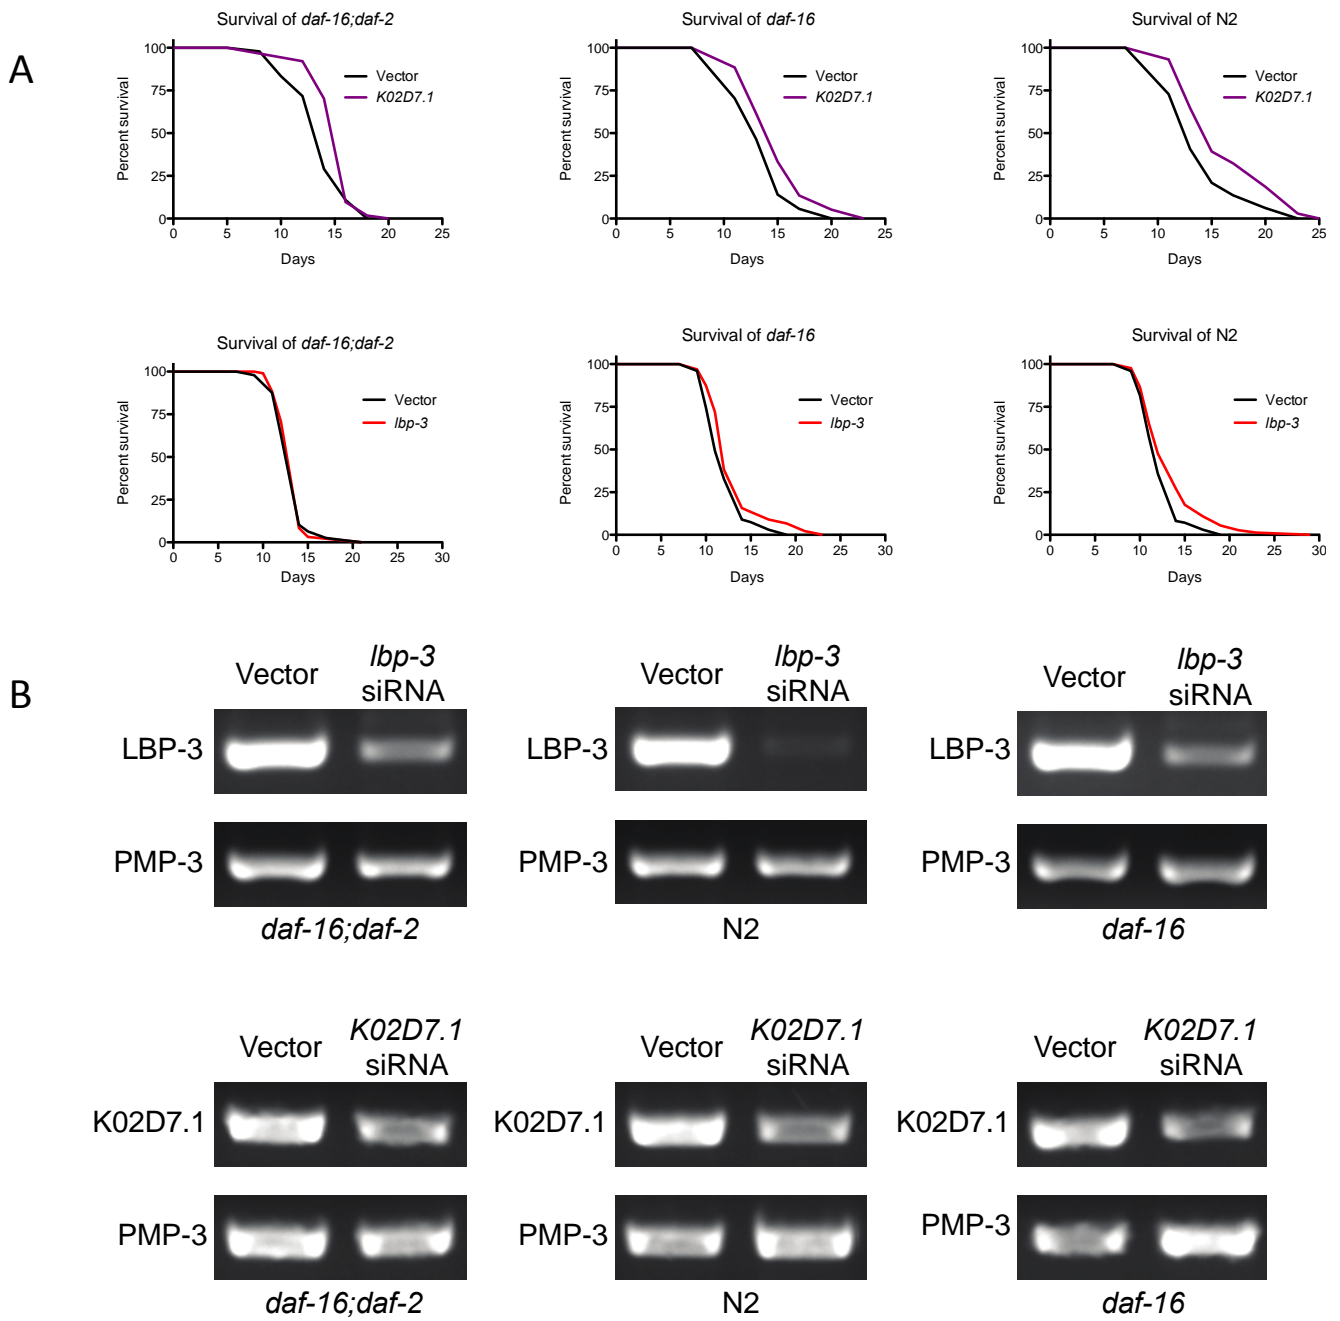 A
Survival of daf-16;daf-2
Percent survival
100
75
50
25
0
0 5 10 15 20 25
Days
Vector
K02D7.1
Survival of daf-16
Percent survival
100
75
50
25
0
0 5 10 15 20 25
Days
Vector
K02D7.1
Survival of N2
Percent survival
100
75
50
25
0
0 5 10 15 20 25
Days
Vector
K02D7.1
Survival of daf-16;daf-2
Percent survival
100
75
50
25
0
0 5 10 15 20 25 30
Days
Vector
lbp-3
Survival of daf-16
Percent survival
100
75
50
25
0
0 5 10 15 20 25 30
Days
Vector
lbp-3
Survival of N2
Percent survival
100
75
50
25
0
0 5 10 15 20 25 30
Days
Vector
lbp-3
B
Vector
lbp-3
siRNA
LBP-3
PMP-3
daf-16;daf-2
Vector
lbp-3
siRNA
LBP-3
PMP-3
N2
Vector
lbp-3
siRNA
LBP-3
PMP-3
daf-16
Vector
K02D7.1
siRNA
K02D7.1
PMP-3
daf-16;daf-2
Vector
K02D7.1
siRNA
K02D7.1
PMP-3
N2
Vector
K02D7.1
siRNA
K02D7.1
PMP-3
daf-16